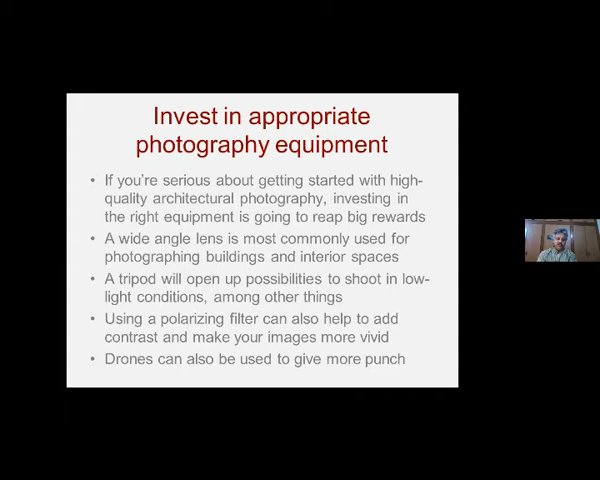 Invest in appropriate
photography equipment
• If you're serious about getting started with high-
quality architectural photography, investing in
the right equipment is going to reap big rewards
• A wide angle lens is most commonly used for
photographing buildings and interior spaces
• A tripod will open up possibilities to shoot in low-
light conditions, among other things
• Using a polarizing filter can also help to add
contrast and make your images more vivid
• Drones can also be used to give more punch